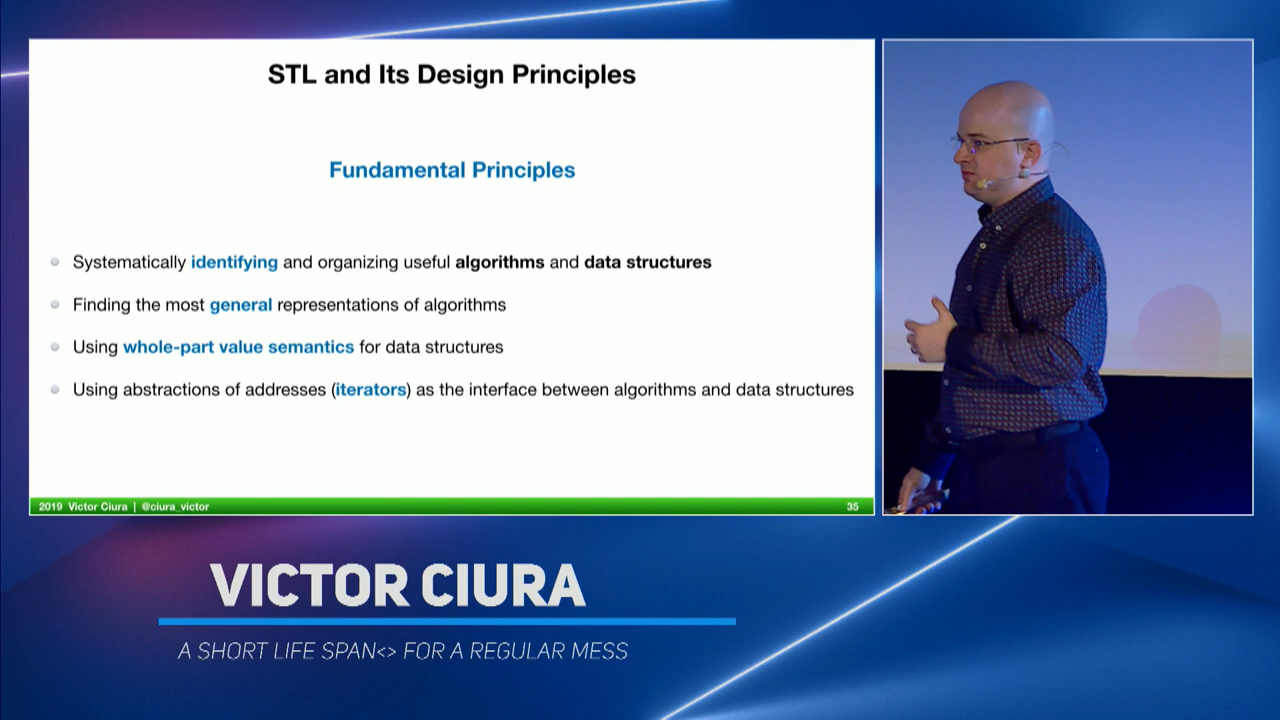 STL and Its Design Principles
Fundamental Principles
Systematically identifying and organizing useful algorithms and data structures
Finding the most general representations of algorithms
Using whole-part value semantics for data structures
Using abstractions of addresses (iterators) as the interface between algorithms and data structures
2019 Victor Ciura | @ciura_victor
35
VICTOR CIURA
A SHORT LIFE SPAN<> FOR A REGULAR MESS